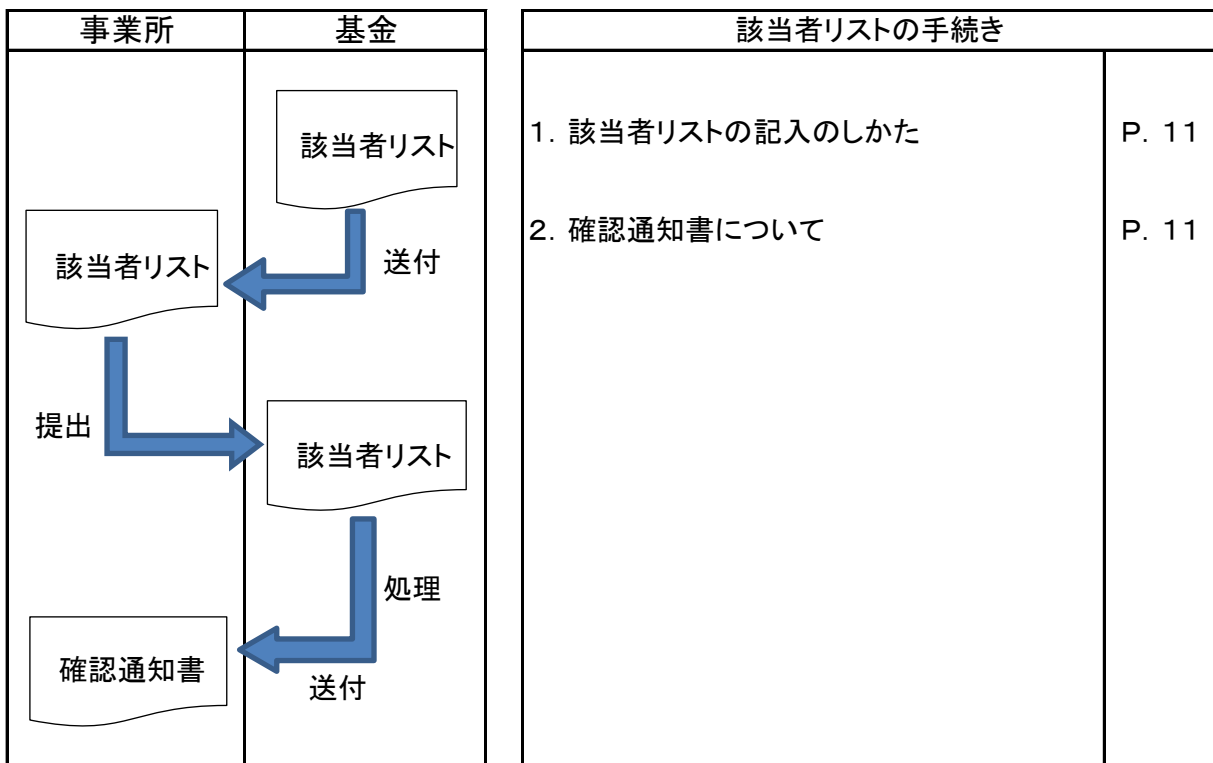 事業所
基金
該当者リスト
送付
該当者リスト
提出
該当者リスト
処理
送付
確認通知書
該当者リストの手続き
１．該当者リストの記入のしかた　Ｐ．１１
２．確認通知書について　Ｐ．１１